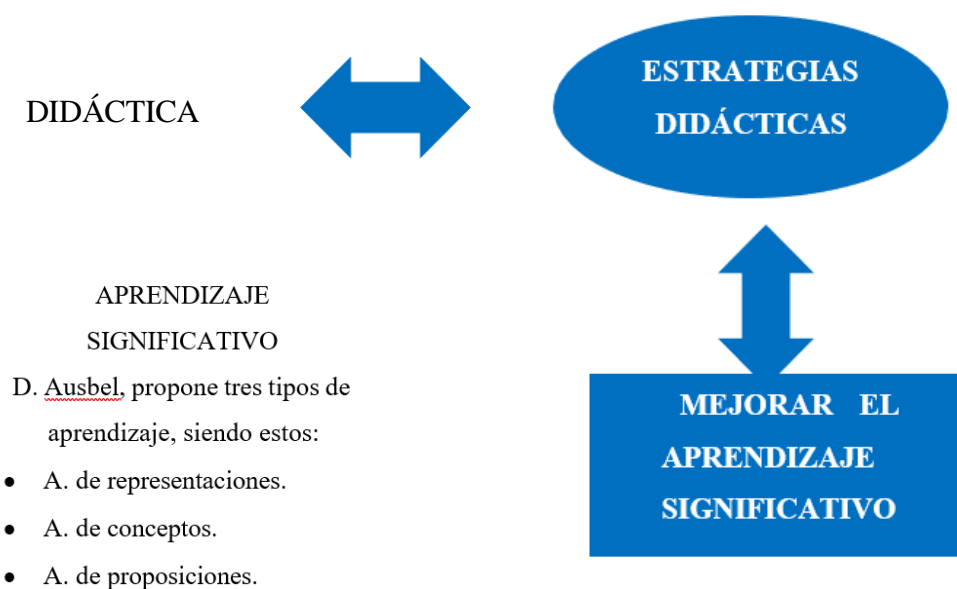 DIDÁCTICA
ESTRATEGIAS
DIDÁCTICAS
APRENDIZAJE
SIGNIFICATIVO
D. Ausbel, propone tres tipos de
aprendizaje, siendo estos:
• A. de representaciones.
• A. de conceptos.
• A. de proposiciones.
MEJORAR EL
APRENDIZAJE
SIGNIFICATIVO